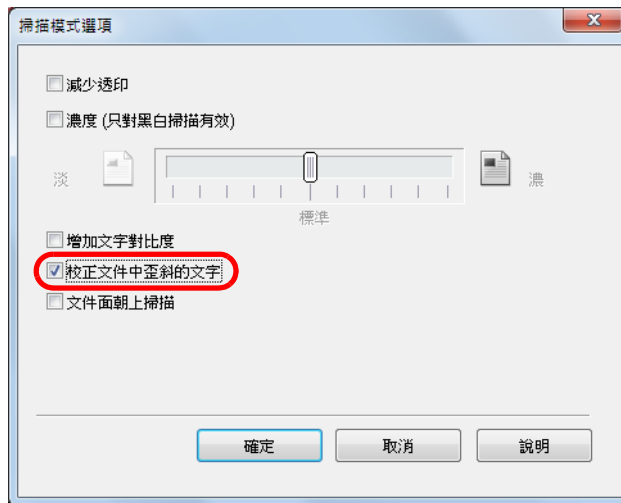 掃描模式選項
減少透印
濃度 (只對黑白掃描有效)
淡
濃
標準
增加文字對比度
校正文件中歪斜的文字
文件面朝上掃描
確定
取消
說明